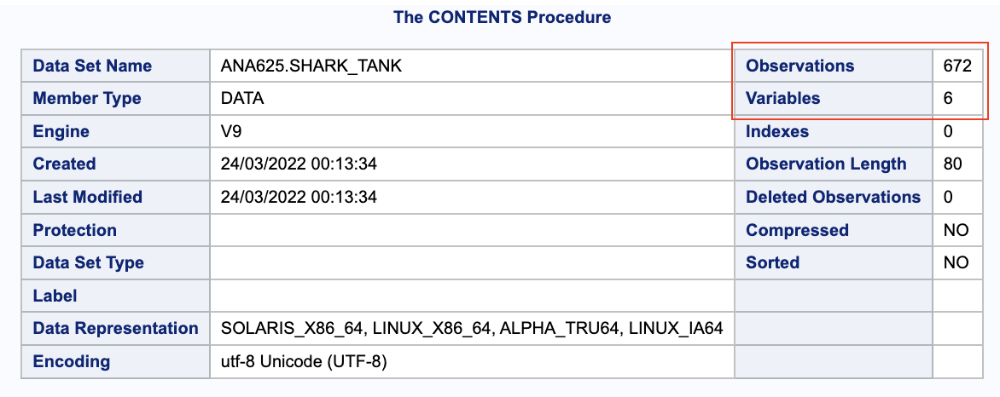 The CONTENTS Procedure
Data Set Name ANA625.SHARK_TANK Observations 672
Member Type DATA Variables 6
Engine V9 Indexes 0
Created 24/03/2022 00:13:34 Observation Length 80
Last Modified 24/03/2022 00:13:34 Deleted Observations 0
Protection Compressed NO
Data Set Type Sorted NO
Label
Data Representation SOLARIS_X86_64, LINUX_X86_64, ALPHA_TRU64, LINUX_IA64
Encoding utf-8 Unicode (UTF-8)